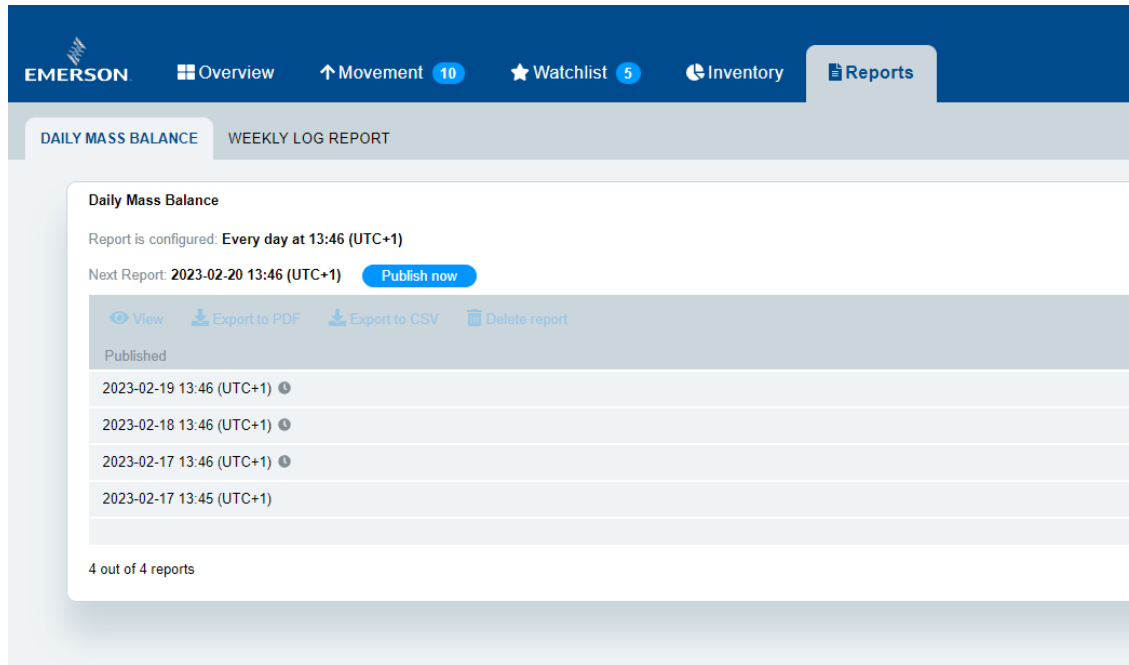 EMERSON Overview Movement 10 Watchlist 5 Inventory Reports
DAILY MASS BALANCE WEEKLY LOG REPORT
Daily Mass Balance
Report is configured: Every day at 13:46 (UTC+1)
Next Report: 2023-02-20 13:46 (UTC+1) Publish now
View Export to PDF Export to CSV Delete report
Published
2023-02-19 13:46 (UTC+1)
2023-02-18 13:46 (UTC+1)
2023-02-17 13:46 (UTC+1)
2023-02-17 13:45 (UTC+1)
4 out of 4 reports